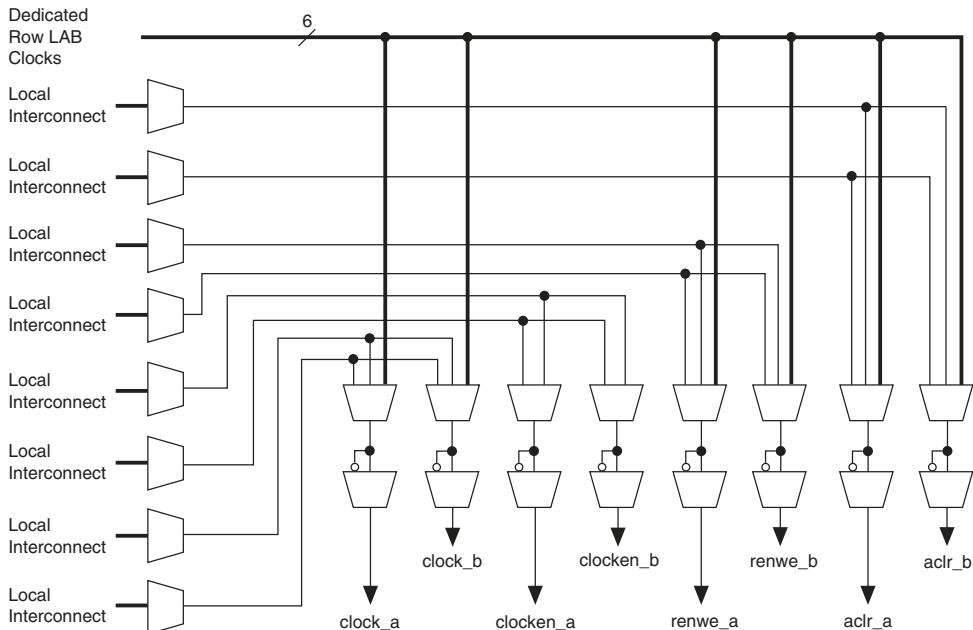 Dedicated
Row LAB
Clocks
6
Local
Interconnect
Local
Interconnect
Local
Interconnect
Local
Interconnect
Local
Interconnect
Local
Interconnect
Local
Interconnect
Local
Interconnect
clock_b
clocken_b
renwe_b
aclr_b
clock_a
clocken_a
renwe_a
aclr_a